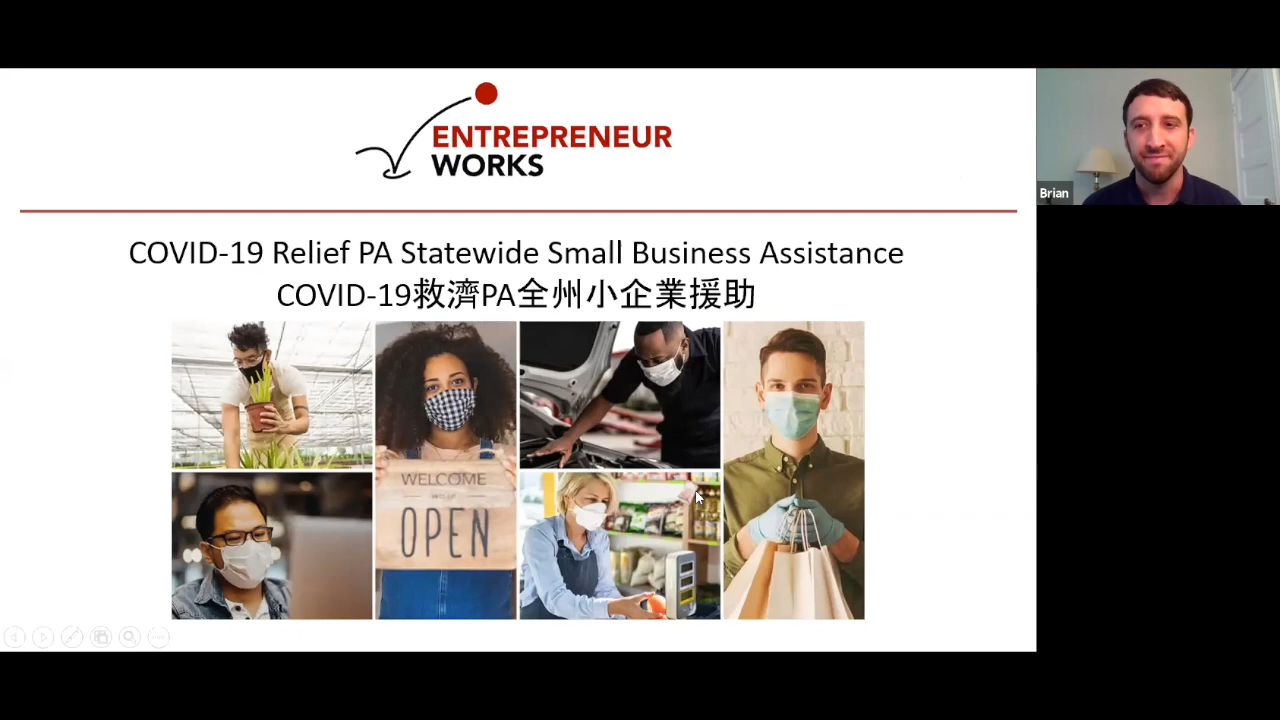 ENTREPRENEUR
WORKS
Brian
COVID-19 Relief PA Statewide Small Business Assistance
COVID-19救濟PA全州小企業援助
WELCOME
OPEN